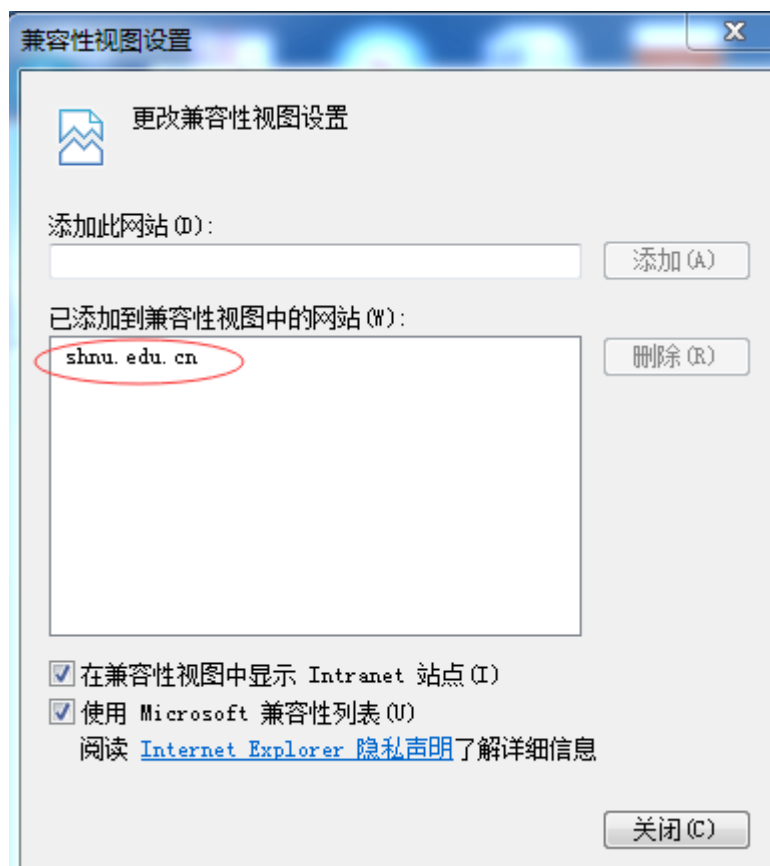 兼容性视图设置
更改兼容性视图设置
添加此网站(D):
添加(A)
已添加到兼容性视图中的网站(W):
shnu.edu.cn
删除(R)
在兼容性视图中显示 Intranet 站点(I)
使用 Microsoft 兼容性列表(U)
阅读 Internet Explorer 隐私声明了解详细信息
关闭(C)